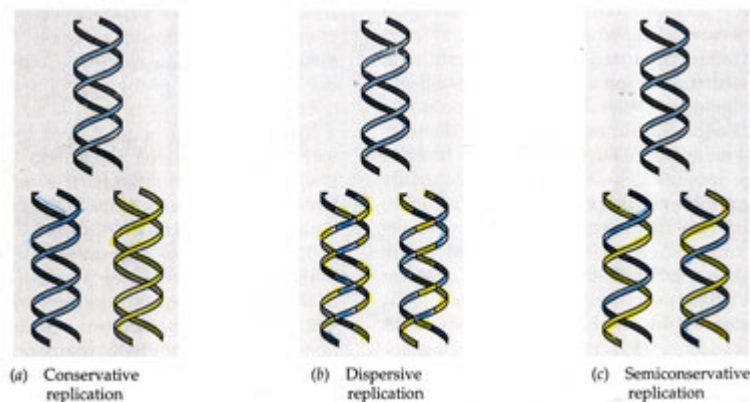 (a) Conservative
replication
(b) Dispersive
replication
(c) Semiconservative
replication